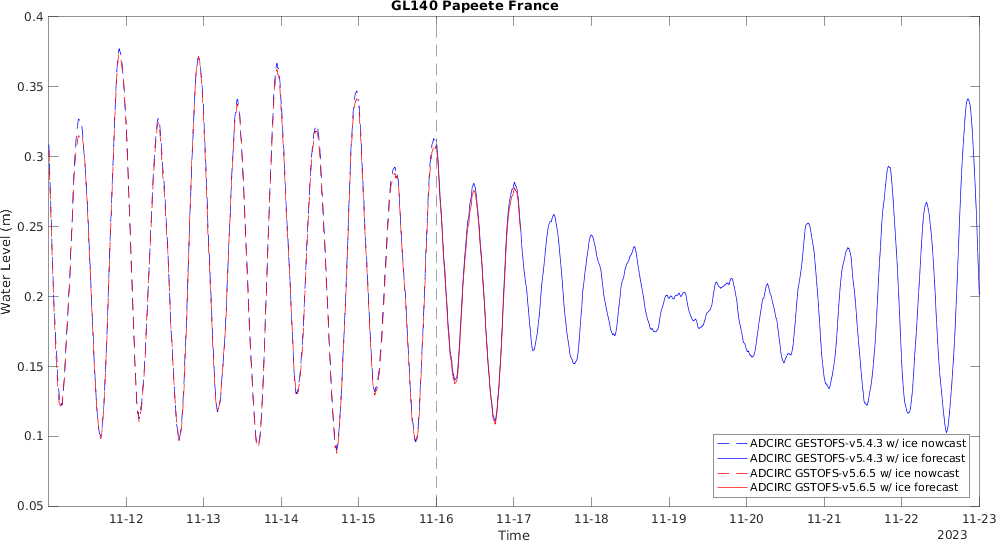 GL140 Papeete France
0.4
0.35
0.3
0.25
0.2
0.15
0.1
0.05
Water Level (m)
11-12 11-13 11-14 11-15 11-16 11-17 11-18 11-19 11-20 11-21 11-22 11-23
Time
2023
ADCIRC GESTOFS-v5.4.3 w/ ice nowcast
ADCIRC GESTOFS-v5.4.3 w/ ice forecast
ADCIRC GSTOFS-v5.6.5 w/ ice nowcast
ADCIRC GSTOFS-v5.6.5 w/ ice forecast